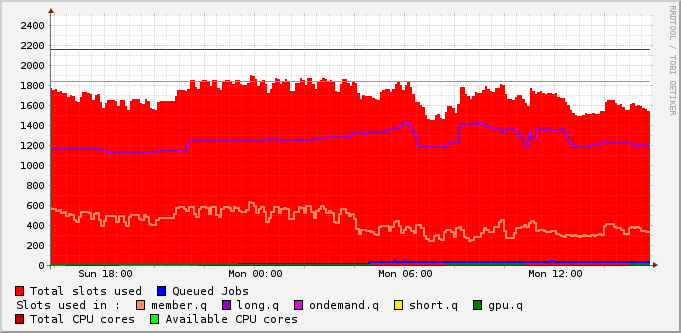 2400
2200
2000
1800
1600
1400
1200
1000
800
600
400
200
0
Sun 18:00 Mon 00:00 Mon 06:00 Mon 12:00
RRDTOOL / TOBI OETIKER
Total slots used Queued Jobs
Slots used in : member.q long.q ondemand.q short.q gpu.q
Total CPU cores Available CPU cores